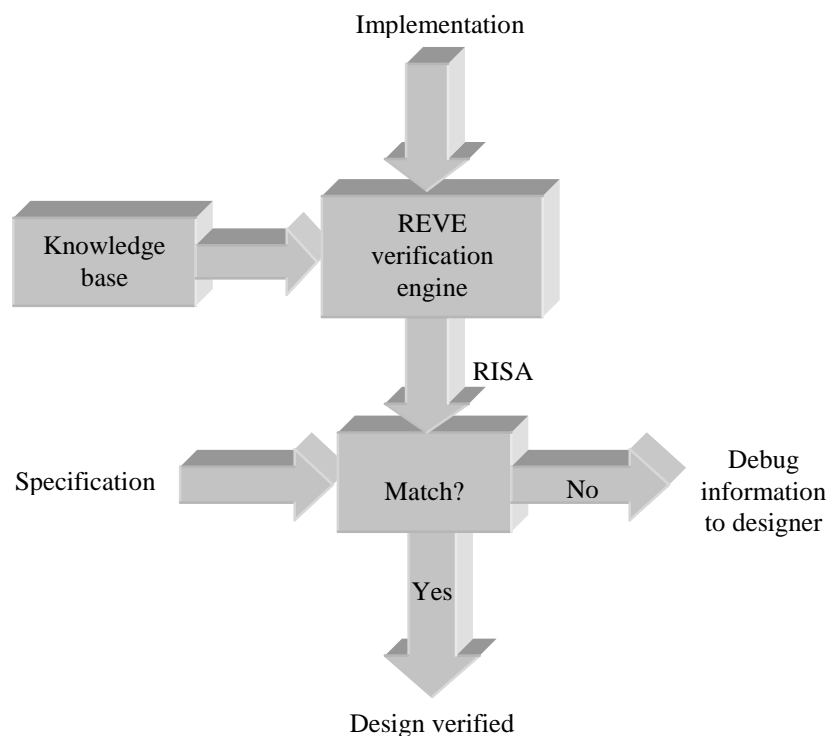 Implementation
Knowledge
base
REVE
verification
engine
RISA
Specification
Match?
No
Debug
information
to designer
Yes
Design verified